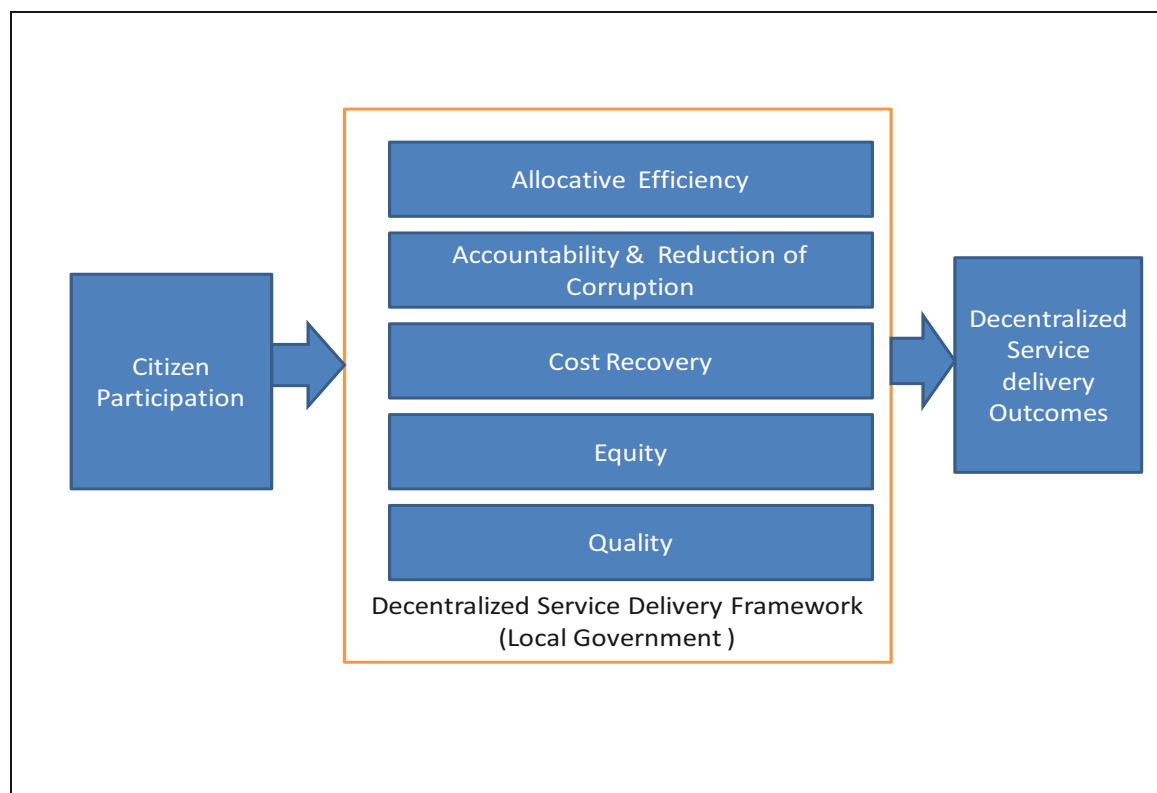 Allocative Efficiency
Accountability & Reduction of
Corruption
Citizen
Participation
Cost Recovery
Decentralized
Service
delivery
Outcomes
Equity
Quality
Decentralized Service Delivery Framework
(Local Government )